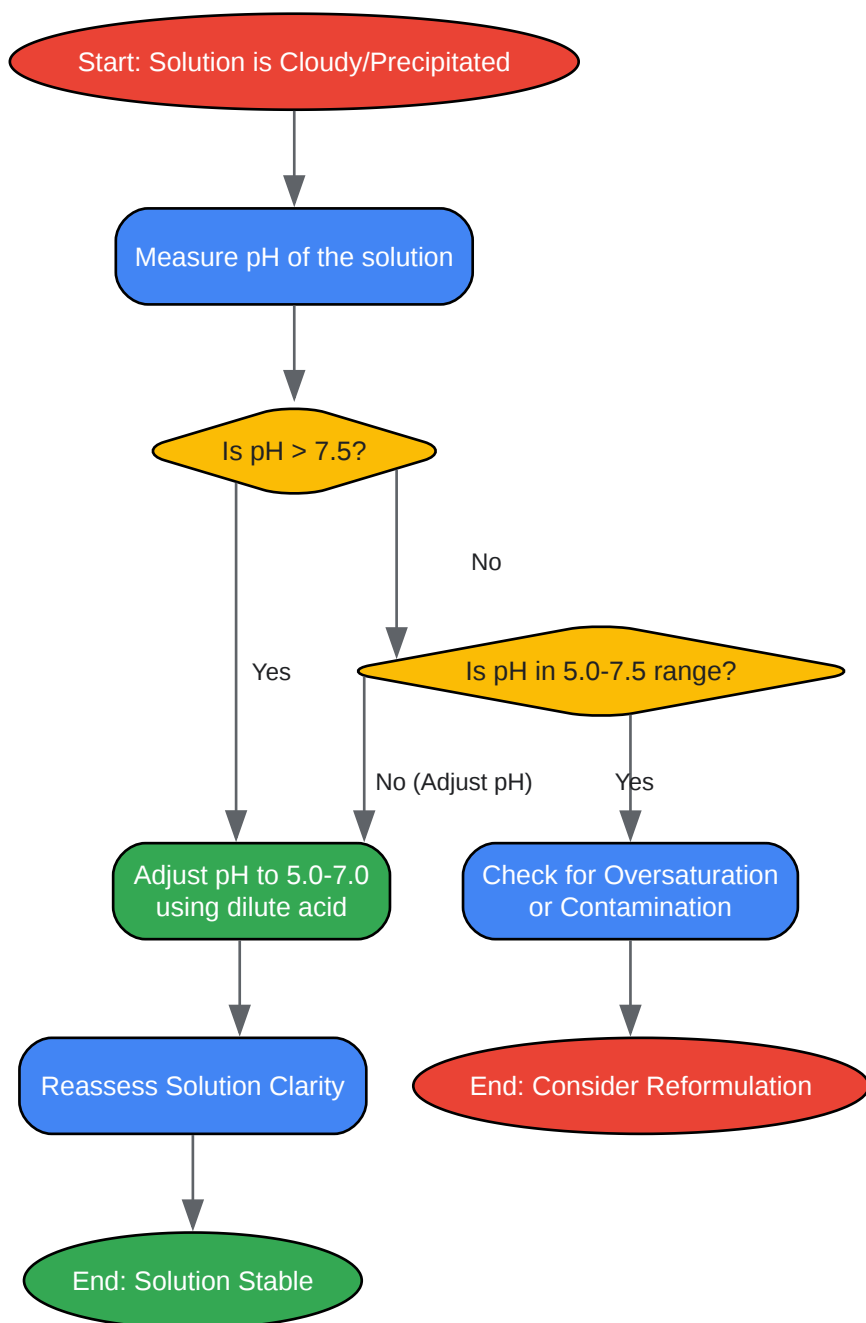 Start: Solution is Cloudy/Precipitated
Measure pH of the solution
Is pH > 7.5?
No
Yes
Is pH in 5.0-7.5 range?
No (Adjust pH)
Yes
Adjust pH to 5.0-7.0
using dilute acid
Check for Oversaturation
or Contamination
Reassess Solution Clarity
End: Consider Reformulation
End: Solution Stable